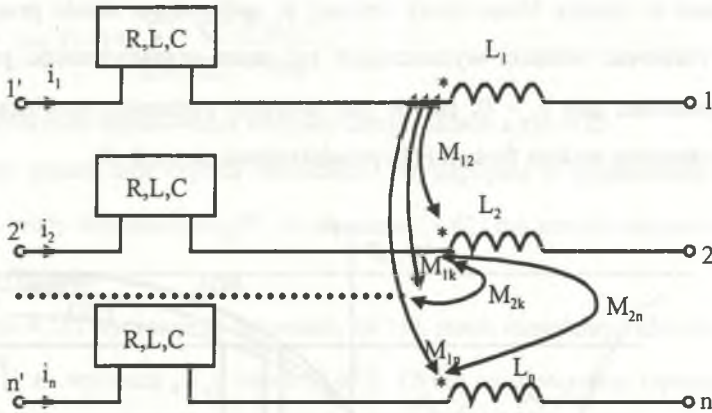 R,L,C
L₁
1' i₁ * 1
M₁₂
R,L,C
L₂
*
2' i₂ 2
M₁ₖ
M₂ₖ
M₂ₙ
R,L,C
M₁ₙ
Lₙ
*
n' iₙ n